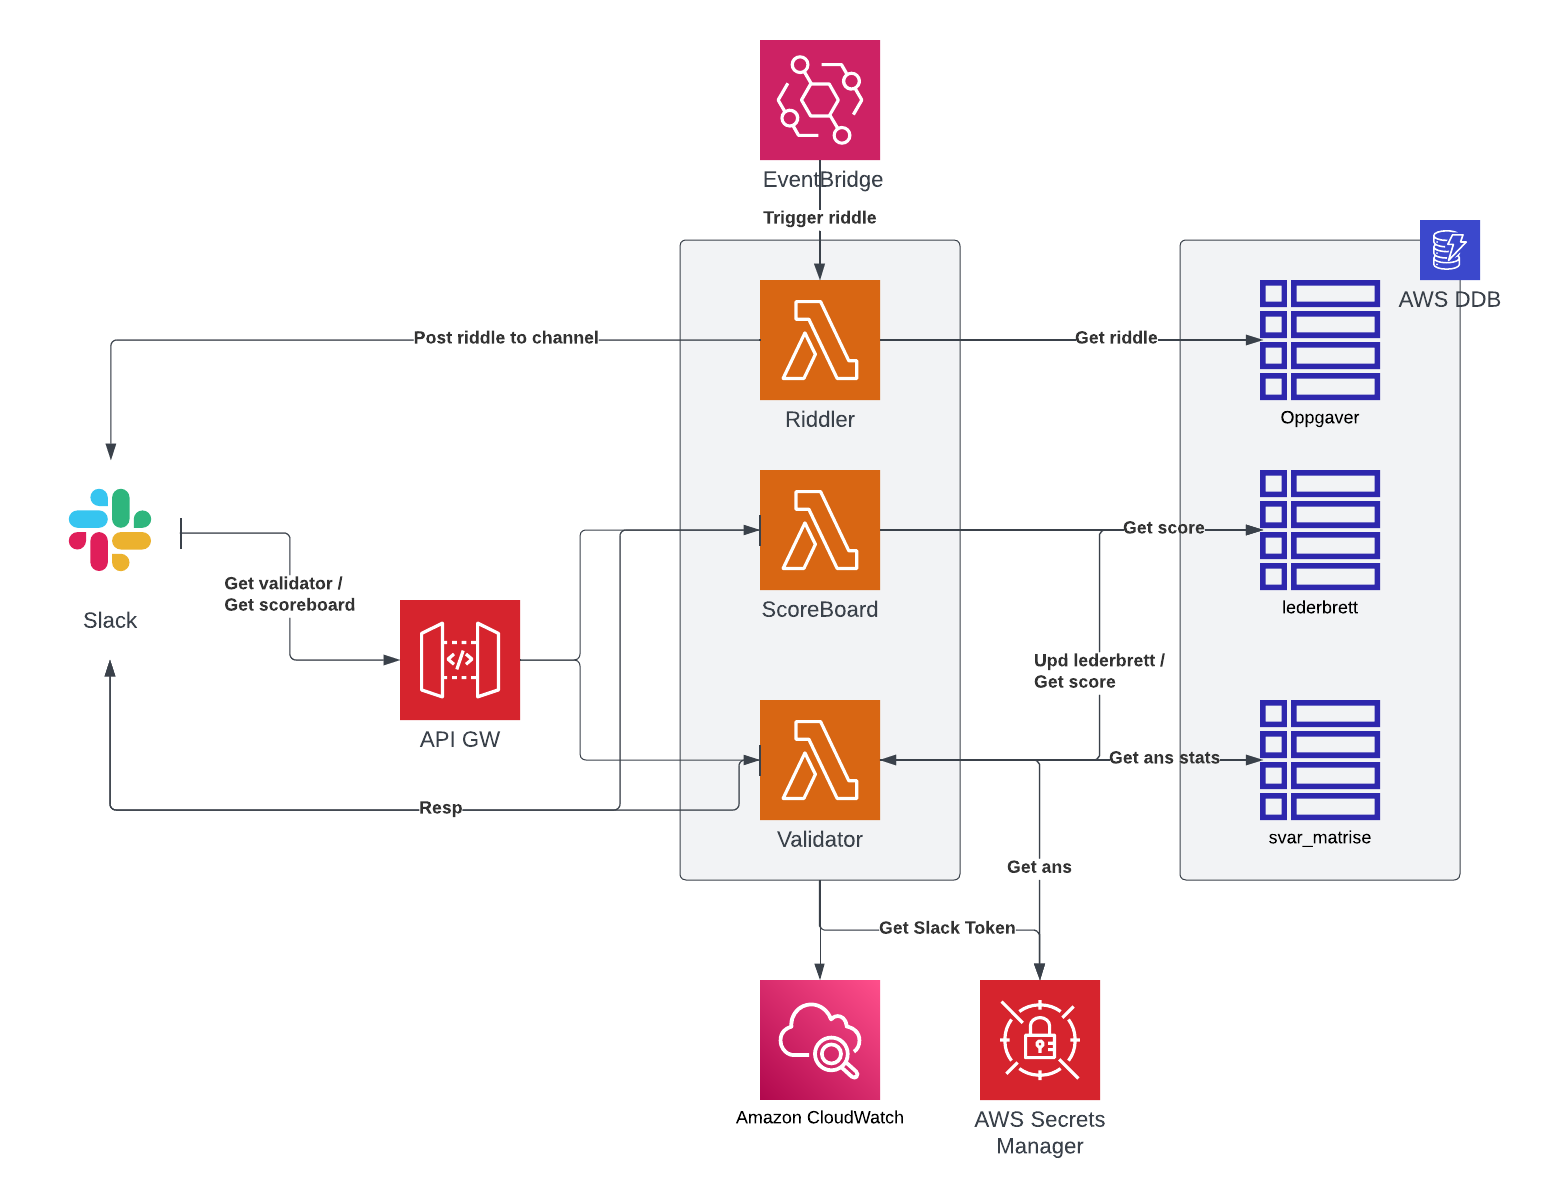 EventBridge
Trigger riddle
AWS DDB
Post riddle to channel
Get riddle
Riddler
Oppgaver
Get score
Get validator /
Get scoreboard
ScoreBoard
lederbrett
Slack
Upd lederbrett /
Get score
API GW
Get ans stats
Resp
Validator
svar_matrise
Get ans
Get Slack Token
Amazon CloudWatch
AWS Secrets
Manager